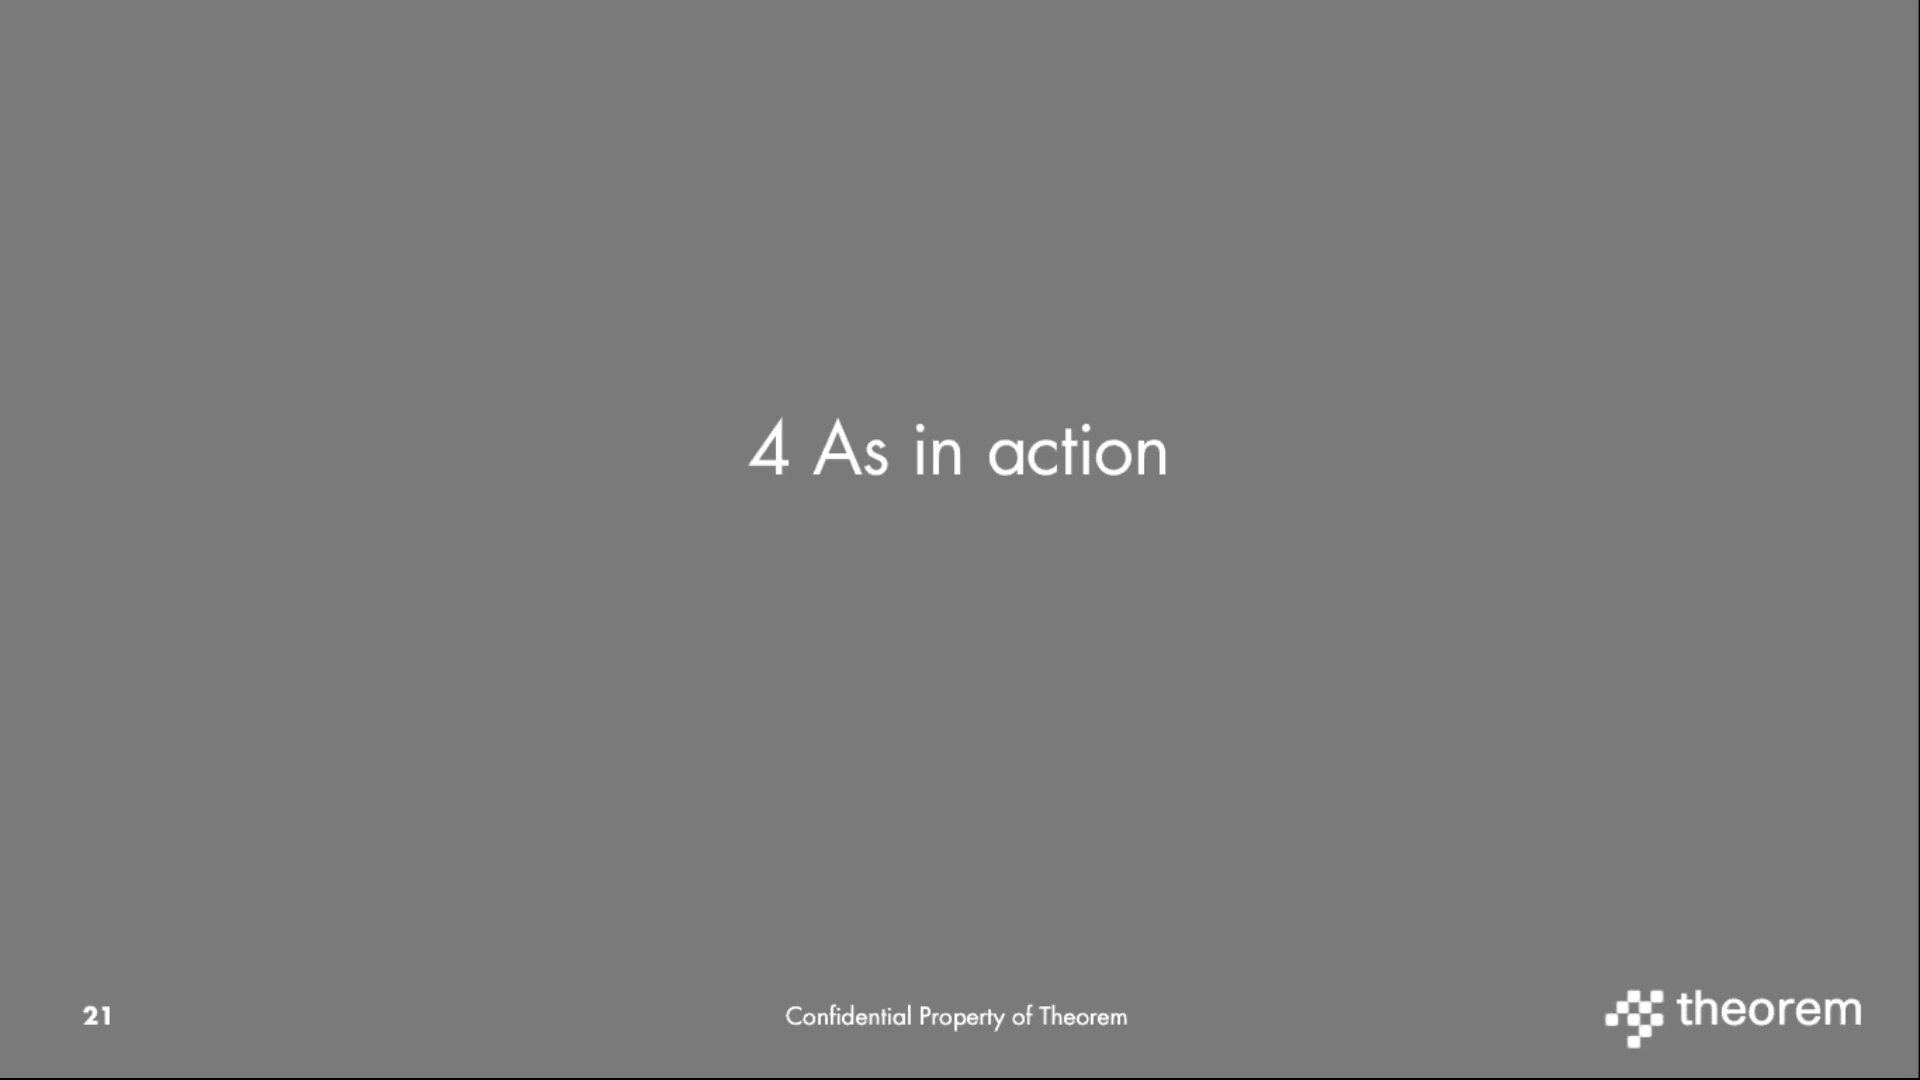 4 As in action
21
Confidential Property of Theorem
theorem